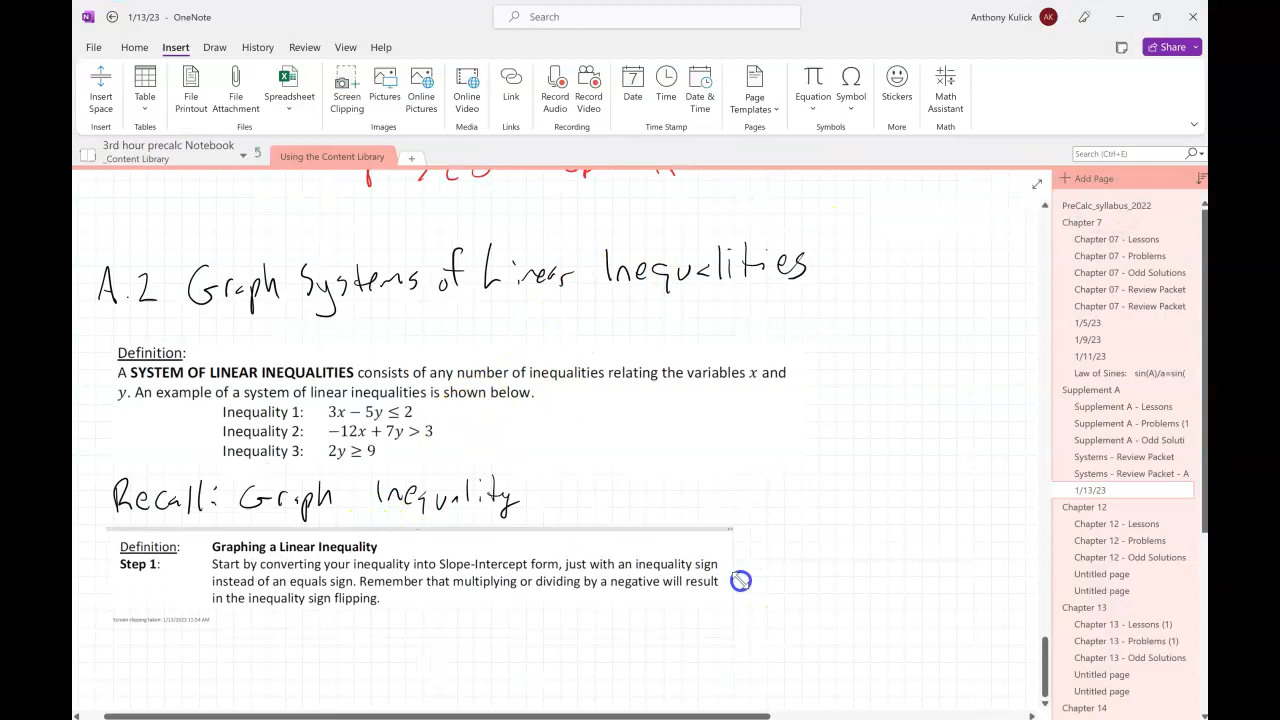 1/13/23 - OneNote
Search
Anthony Kulick AK
File Home Insert Draw History Review View Help
Share
Insert Space
Table
File Printout
File Attachment
Spreadsheet
Screen Clipping
Pictures
Online Pictures
Online Video
Link
Record Audio
Record Video
Date
Time
Date & Time
Page Templates
Equation
Symbol
Stickers
Math Assistant
Insert Tables Files Images Media Links Recording Time Stamp Pages Symbols More Math
3rd hour precalc Notebook
_Content Library
Using the Content Library
Search (Ctrl+E)
A.2 Graph Systems of Linear Inequalities
Definition:
A SYSTEM OF LINEAR INEQUALITIES consists of any number of inequalities relating the variables x and
y. An example of a system of linear inequalities is shown below.
Inequality 1: 3x − 5y ≤ 2
Inequality 2: −12x + 7y > 3
Inequality 3: 2y ≥ 9
Recall: Graph Inequality
Definition: Graphing a Linear Inequality
Step 1: Start by converting your inequality into Slope-Intercept form, just with an inequality sign
instead of an equals sign. Remember that multiplying or dividing by a negative will result
in the inequality sign flipping.
Screen clipping taken: 1/13/2023 11:54 AM
Add Page
PreCalc_syllabus_2022
Chapter 7
Chapter 07 - Lessons
Chapter 07 - Problems
Chapter 07 - Odd Solutions
Chapter 07 - Review Packet
Chapter 07 - Review Packet
1/5/23
1/9/23
1/11/23
Law of Sines: sin(A)/a=sin(
Supplement A
Supplement A - Lessons
Supplement A - Problems (1
Supplement A - Odd Soluti
Systems - Review Packet
Systems - Review Packet - A
1/13/23
Chapter 12
Chapter 12 - Lessons
Chapter 12 - Problems
Chapter 12 - Odd Solutions
Untitled page
Untitled page
Chapter 13
Chapter 13 - Lessons (1)
Chapter 13 - Problems (1)
Chapter 13 - Odd Solutions
Untitled page
Untitled page
Chapter 14